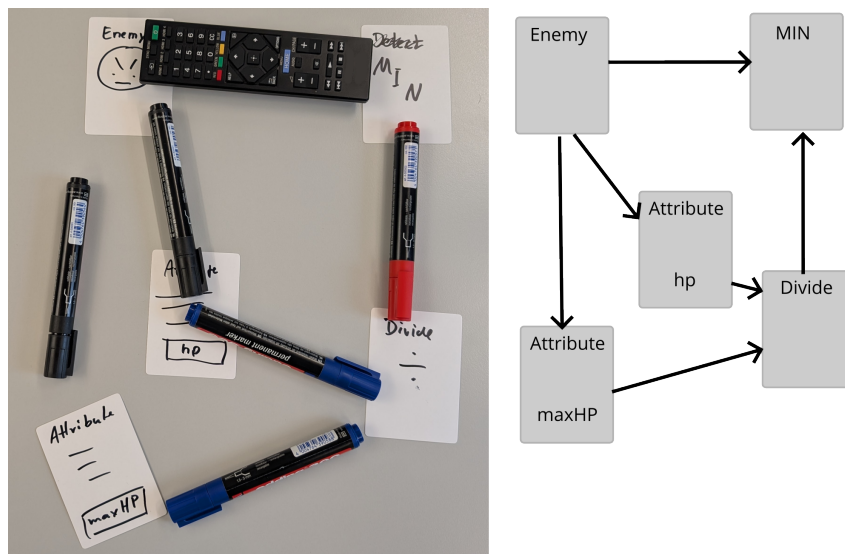 Enemy
Detect
MIN
Attribute
hp
permanent marker
Divide
÷
Attribute
maxHP
Enemy
MIN
Attribute
hp
Divide
Attribute
maxHP